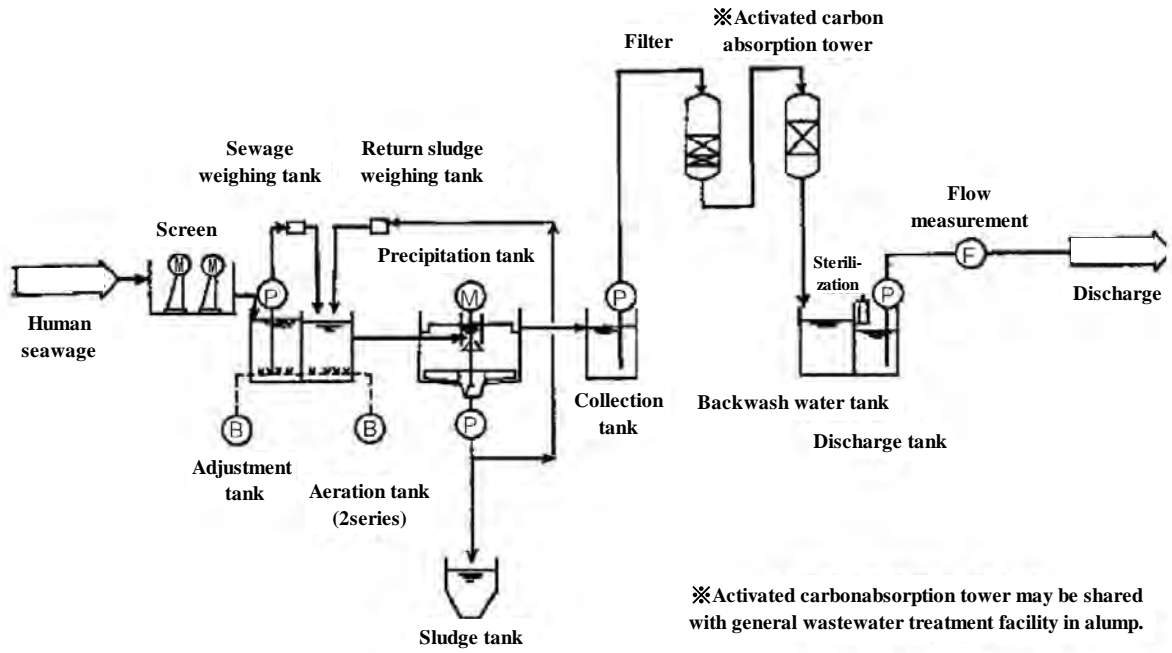 ※Activated carbon
absorption tower
Filter
Sewage
weighing tank
Return sludge
weighing tank
Flow
measurement
Screen
Precipitation tank
M
M
P
M
P
Sterili-
zation
P
F
Discharge
Human
seawage
Collection
tank
Backwash water tank
Discharge tank
P
B
B
Adjustment
tank
Aeration tank
(2series)
Sludge tank
※Activated carbonabsorption tower may be shared
with general wastewater treatment facility in alump.